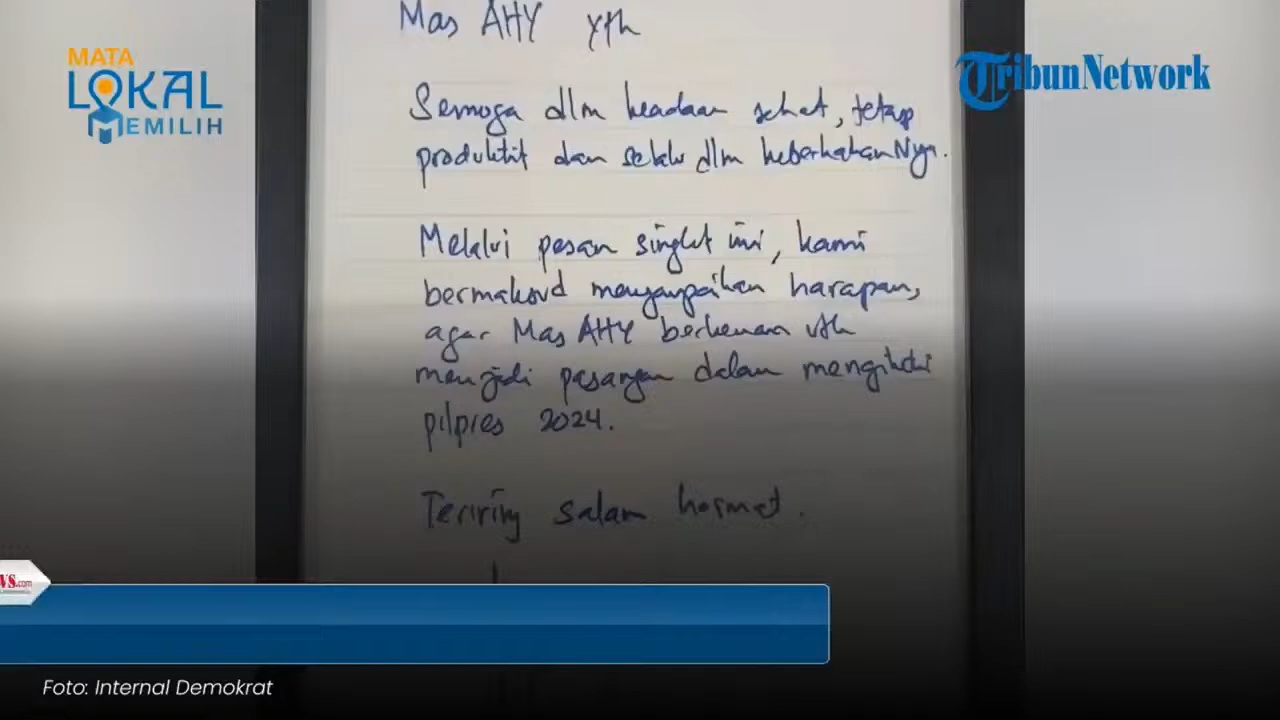 Mas AHY yth
MATA
LOKAL
MEMILIH
TribunNetwork
Semoga dlm keadaan sehat, tetap
produktif dan selalu dlm keberkahanNya.
Melalui pesan singkat ini, kami
bermaksud menyampaikan harapan,
agar Mas AHY berkenan utk
menjadi pasangan dalam mengikuti
pilpres 2024.
Teriring salam hormat.
WS.com
Foto: Internal Demokrat